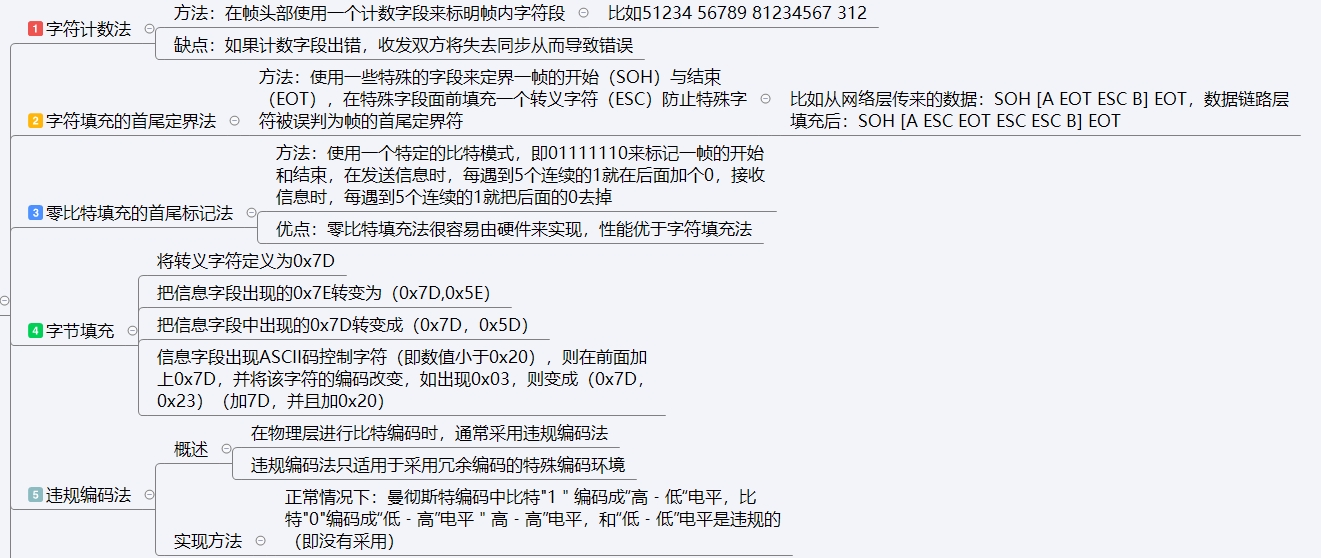 1 字符计数法
方法：在帧头部使用一个计数字段来标明帧内字符段
比如51234 56789 81234567 312
缺点：如果计数字段出错，收发双方将失去同步从而导致错误
2 字符填充的首尾定界法
方法：使用一些特殊的字段来定界一帧的开始（SOH）与结束
（EOT），在特殊字段面前填充一个转义字符（ESC）防止特殊字
符被误判为帧的首尾定界符
比如从网络层传来的数据：SOH [A EOT ESC B] EOT，数据链路层
填充后：SOH [A ESC EOT ESC ESC B] EOT
3 零比特填充的首尾标记法
方法：使用一个特定的比特模式，即01111110来标记一帧的开始
和结束，在发送信息时，每遇到5个连续的1就在后面加个0，接收
信息时，每遇到5个连续的1就把后面的0去掉
优点：零比特填充法很容易由硬件来实现，性能优于字符填充法
4 字节填充
将转义字符定义为0x7D
把信息字段出现的0x7E转变为（0x7D,0x5E）
把信息字段中出现的0x7D转变成（0x7D，0x5D）
信息字段出现ASCII码控制字符（即数值小于0x20），则在前面加
上0x7D，并将该字符的编码改变，如出现0x03，则变成（0x7D，
0x23）（加7D，并且加0x20）
5 违规编码法
概述
在物理层进行比特编码时，通常采用违规编码法
违规编码法只适用于采用冗余编码的特殊编码环境
实现方法
正常情况下：曼彻斯特编码中比特"1＂编码成“高－低“电平，比
特"0"编码成“低－高”电平＂高－高”电平，和“低－低”电平是违规的
（即没有采用）